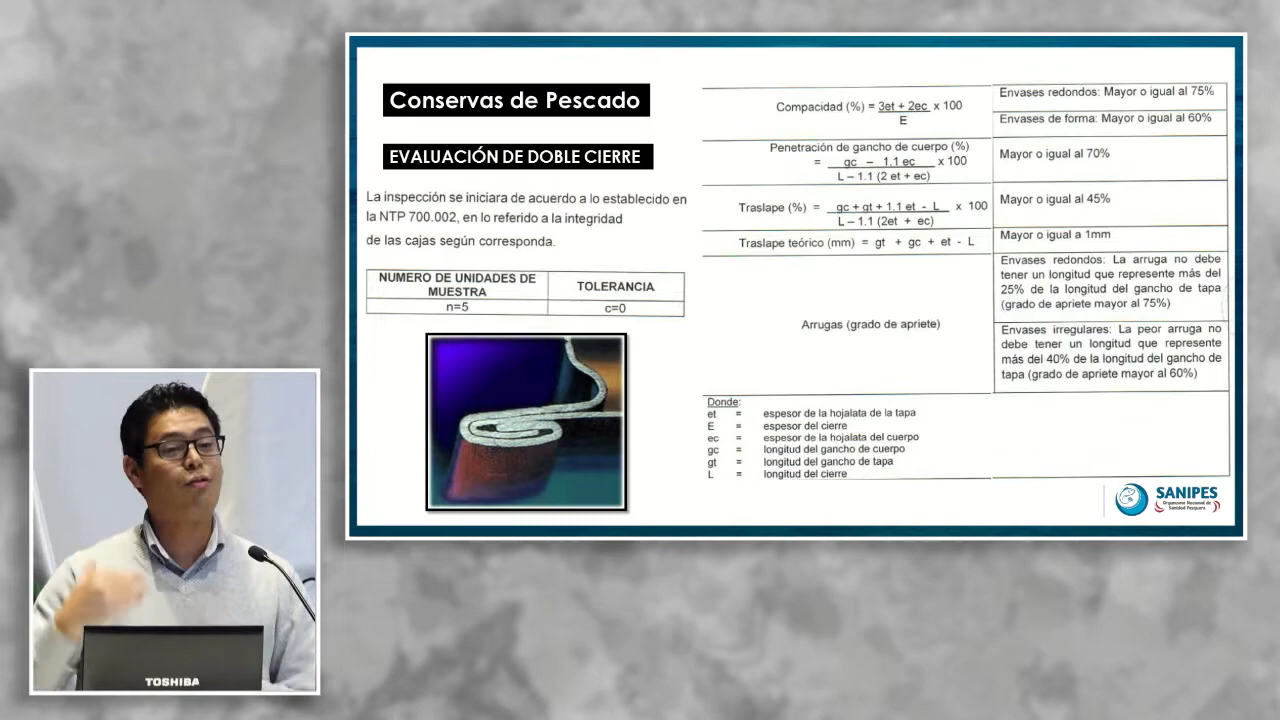 Conservas de Pescado
EVALUACIÓN DE DOBLE CIERRE
La inspección se iniciara de acuerdo a lo establecido en
la NTP 700.002, en lo referido a la integridad
de las cajas según corresponda.
NUMERO DE UNIDADES DE
MUESTRA
TOLERANCIA
n=5
c=0
Compacidad (%) = 3et + 2ec x 100
E
Envases redondos: Mayor o igual al 75%
Envases de forma: Mayor o igual al 60%
Penetración de gancho de cuerpo (%)
= gc – 1.1 ec x 100
L – 1.1 (2 et + ec)
Mayor o igual al 70%
Traslape (%) = gc + gt + 1.1 et - L x 100
L – 1.1 (2et + ec)
Mayor o igual al 45%
Traslape teórico (mm) = gt + gc + et - L
Mayor o igual a 1mm
Arrugas (grado de apriete)
Envases redondos: La arruga no debe
tener un longitud que represente más del
25% de la longitud del gancho de tapa
(grado de apriete mayor al 75%)
Envases irregulares: La peor arruga no
debe tener un longitud que represente
más del 40% de la longitud del gancho de
tapa (grado de apriete mayor al 60%)
Donde:
et = espesor de la hojalata de la tapa
E = espesor del cierre
ec = espesor de la hojalata del cuerpo
gc = longitud del gancho de cuerpo
gt = longitud del gancho de tapa
L = longitud del cierre
SANIPES
Organismo Nacional de
Sanidad Pesquera
TOSHIBA